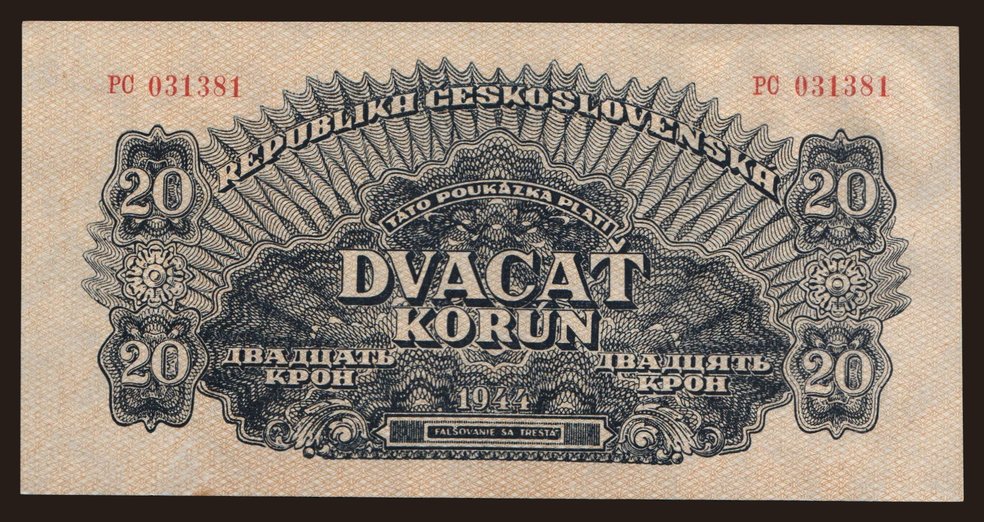 PC 031381 PC 031381
REPUBLIKA ČESKOSLOVENSKÁ
20 20
TÁTO POUKÁZKA PLATÍ
DVACAŤ
KORÚN
20 ДВАДЦАТЬ ДВАДЦЯТЬ 20
КРОН КРОН
1944
FALŠOVANIE SA TRESTÁ